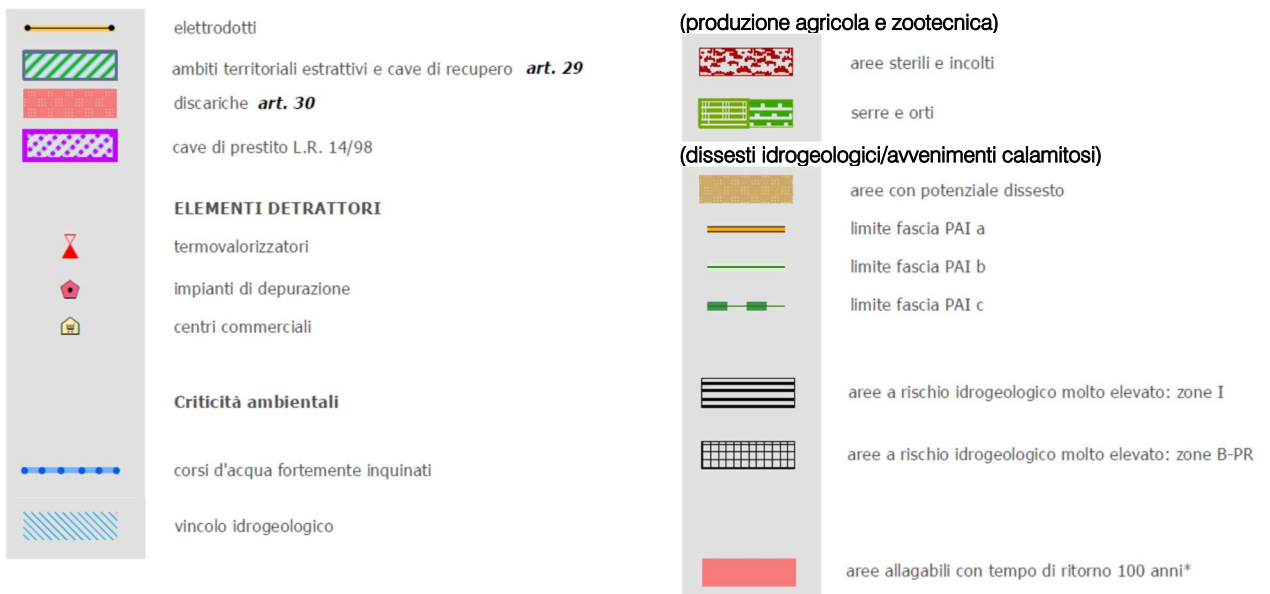 elettrodotti
ambiti territoriali estrattivi e cave di recupero art. 29
discariche art. 30
cave di prestito L.R. 14/98
ELEMENTI DETRATTORI
termovalorizzatori
impianti di depurazione
centri commerciali
Criticità ambientali
corsi d'acqua fortemente inquinati
vincolo idrogeologico
(produzione agricola e zootecnica)
aree sterili e incolti
serre e orti
(dissesti idrogeologici/avvenimenti calamitosi)
aree con potenziale dissesto
limite fascia PAI a
limite fascia PAI b
limite fascia PAI c
aree a rischio idrogeologico molto elevato: zone I
aree a rischio idrogeologico molto elevato: zone B-PR
aree allagabili con tempo di ritorno 100 anni*